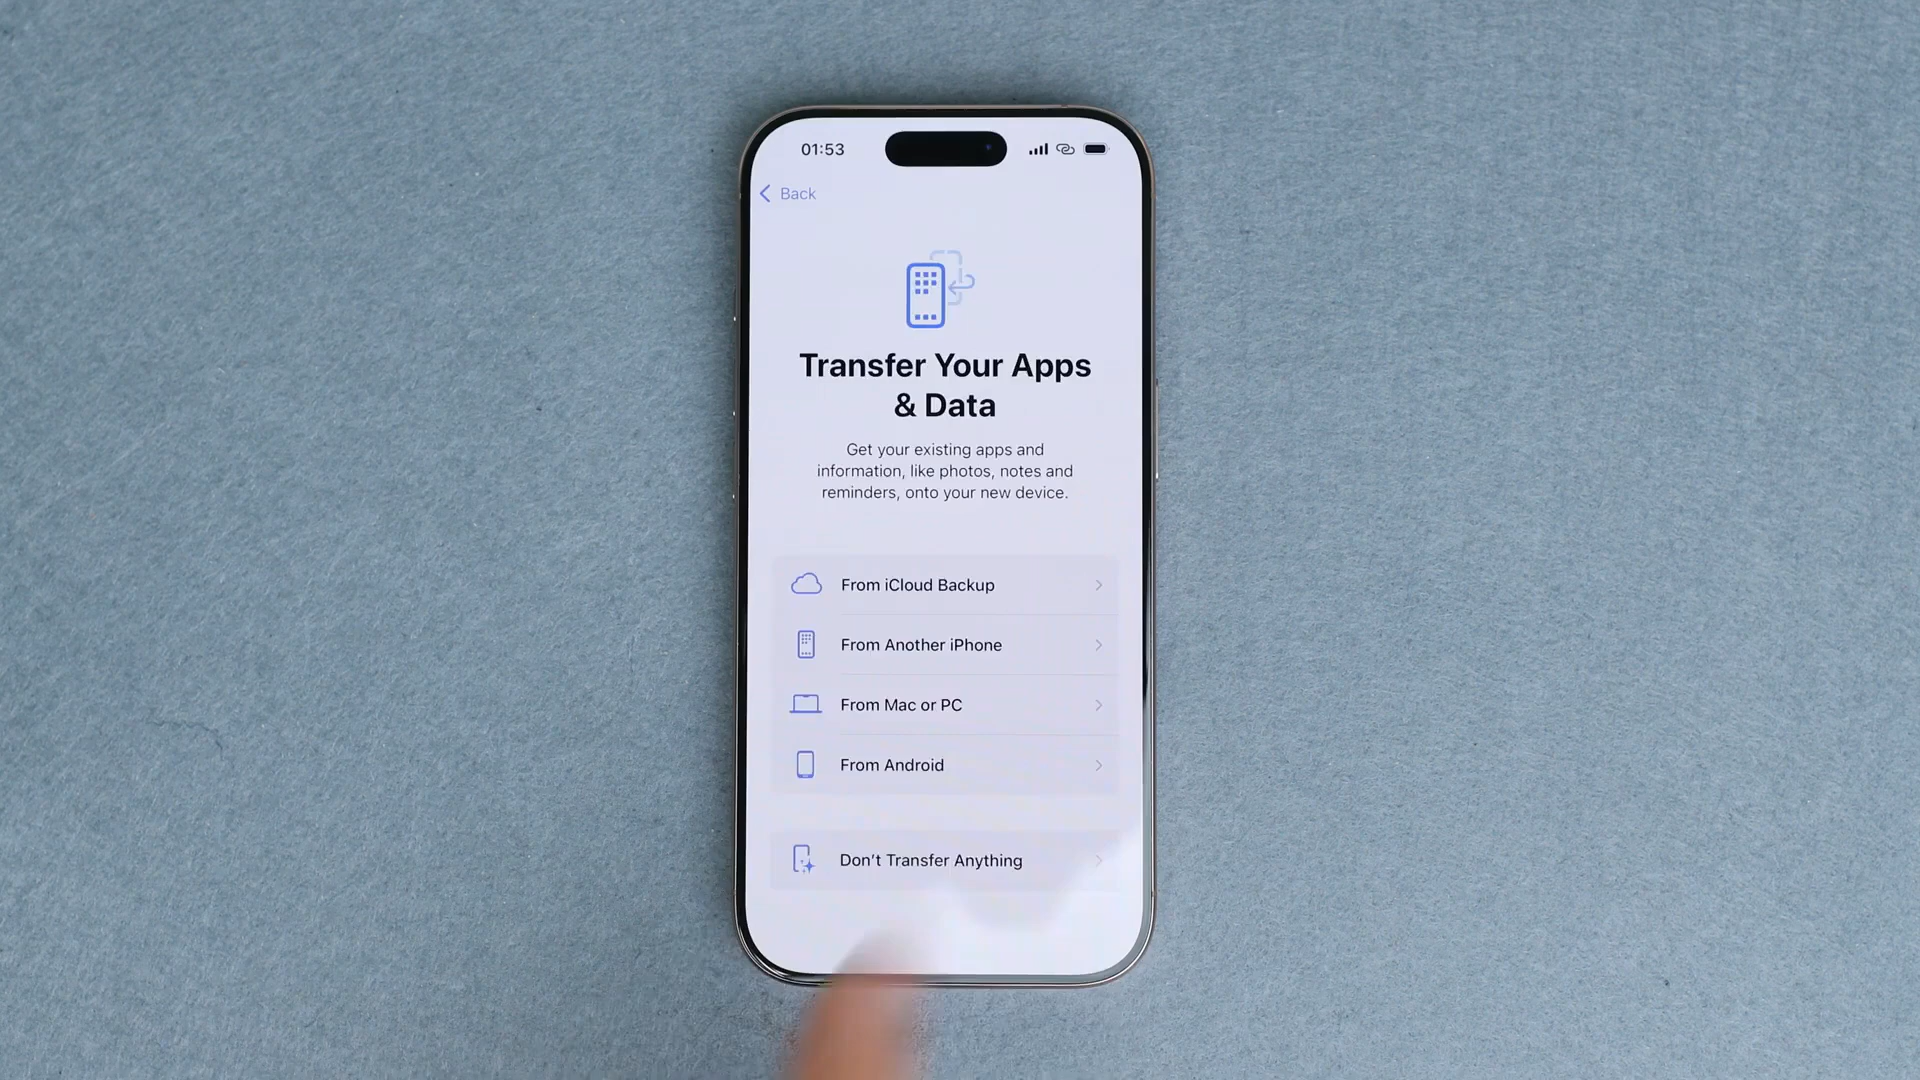 01:53
Back
Transfer Your Apps
& Data
Get your existing apps and
information, like photos, notes and
reminders, onto your new device.
From iCloud Backup
From Another iPhone
From Mac or PC
From Android
Don't Transfer Anything